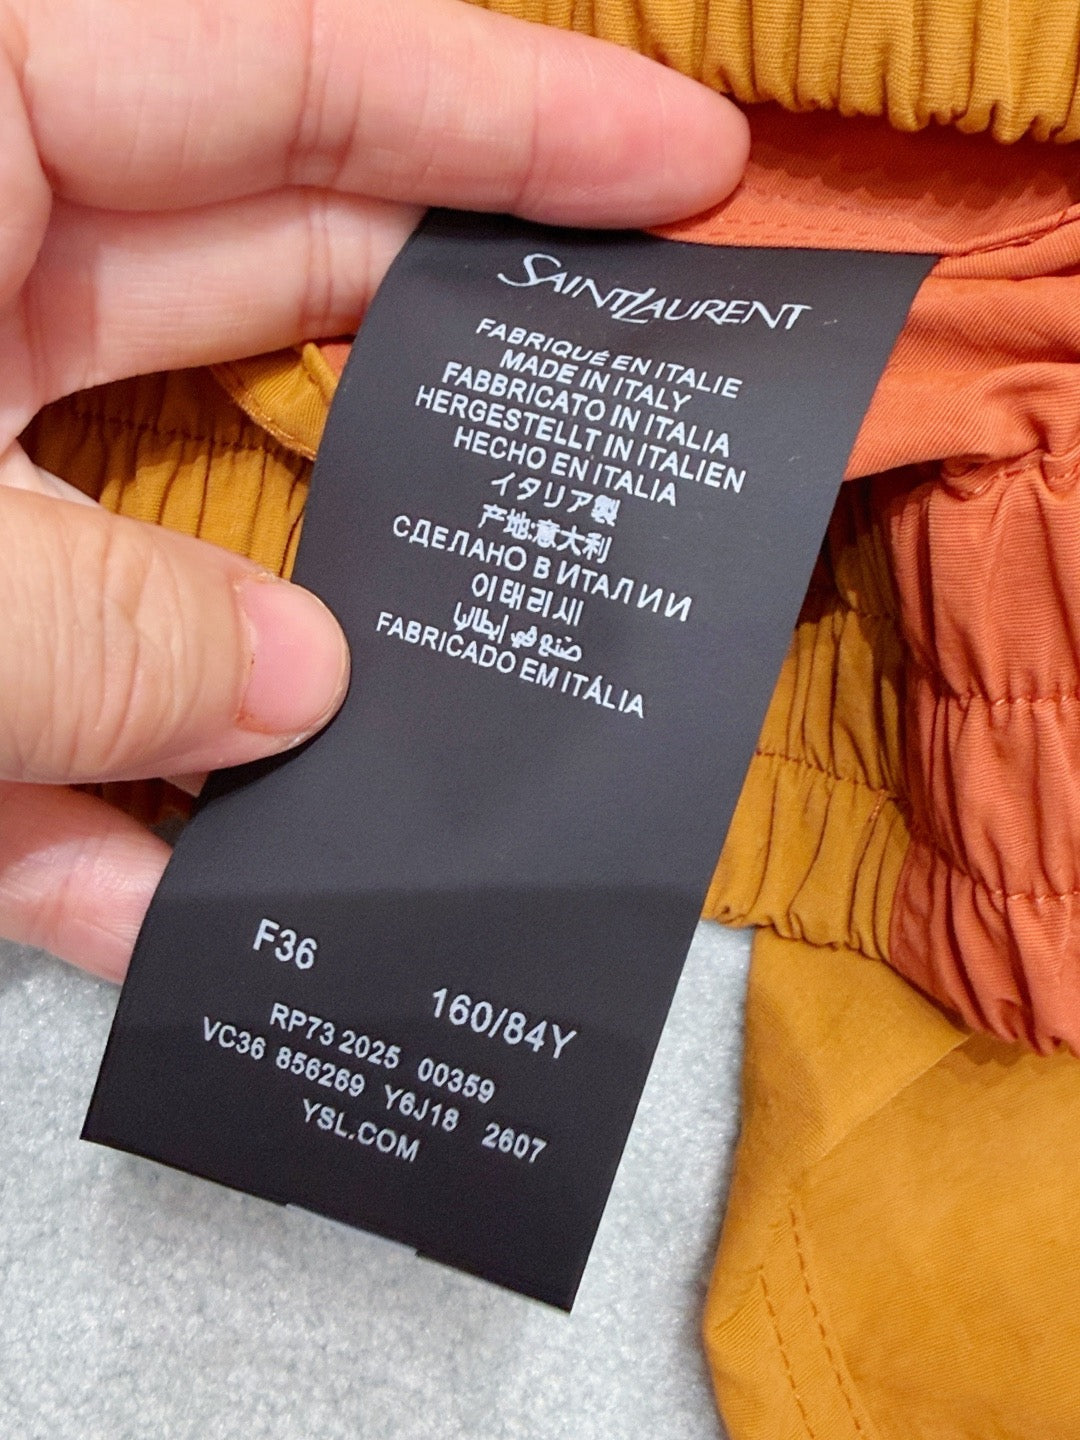 SAINT LAURENT
FABRIQUÉ EN ITALIE
MADE IN ITALY
FABBRICATO IN ITALIA
HERGESTELLT IN ITALIEN
HECHO EN ITALIA
イタリア製
产地:意大利
СДЕЛАНО В ИТАЛИИ
이태리제
صنع في إيطاليا
FABRICADO EM ITÁLIA
F36
160/84Y
RP73 2025 00359
VC36 856269 Y6J18 2607
YSL.COM